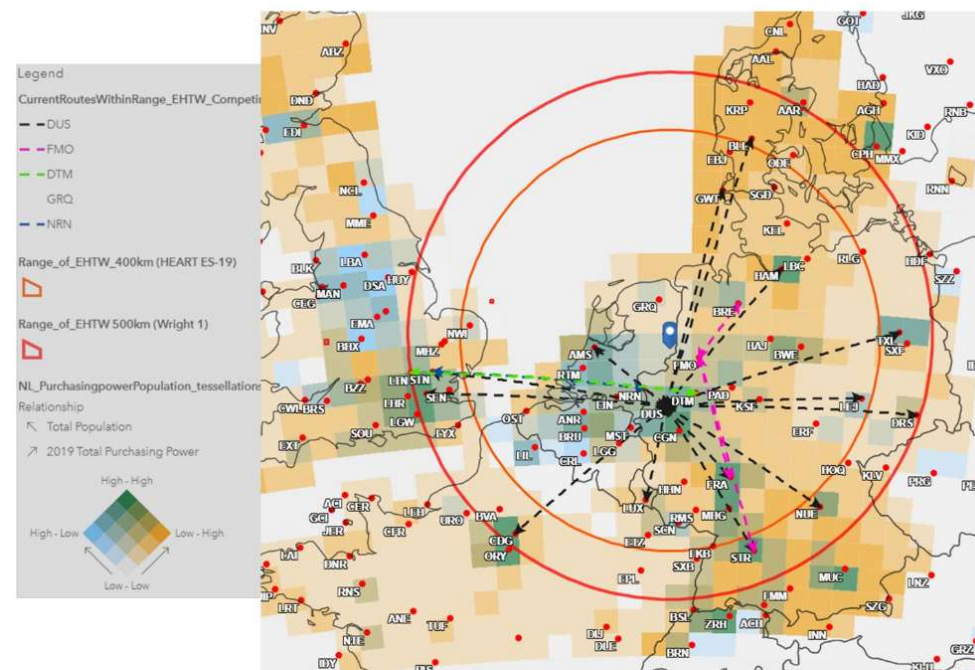 Legend
CurrentRoutesWithinRange_EHTW_Competin
DUS
FMO
DTM
GRQ
NRN
Range_of_EHTW_400km (HEART ES-19)
Range_of EHTW 500km (Wright 1)
NL_PurchasingpowerPopulation_tessellations
Relationship
Total Population
2019 Total Purchasing Power
High - High
High - Low
Low - High
Low - Low
CNL
GOT
JKG
NV
ABZ
AAL
VXO
HAD
DND
KRP
AAR
AGH
RNB
EDI
KID
BLL
CPH
MMX
EBJ
ODE
NCL
GWT
SGD
RNN
MME
KEL
BLK
LBA
LBC
RLG
HDF
HAM
SZZ
MAN
DSA
HUY
CEG
GRQ
BRE
EMA
NWI
BHX
MHZ
AMS
HAJ
BWE
TXL
SXF
FMO
RTM
LTN
STN
BZZ
NRN
PAD
DTM
CWL
BRS
LHR
SEN
EIN
KSF
LEJ
LGW
OST
ANR
DUS
DRS
EXT
SOU
LYX
BRU
MST
CGN
ERF
LIL
LGG
CRL
HOQ
KLV
FRA
PRG
HHN
ACI
CER
LEH
LUX
GCI
URO
BVA
RMS
MHG
NUE
JER
CFR
CDG
SCN
ETZ
ORY
LAI
DNR
LKB
STR
SXB
EPL
MUC
LNZ
RNS
FMM
SZG
LRT
ANE
BSL
TUF
ZRH
ACH
NTE
DIJ
INN
DLE
BRN
IDY
GRZ